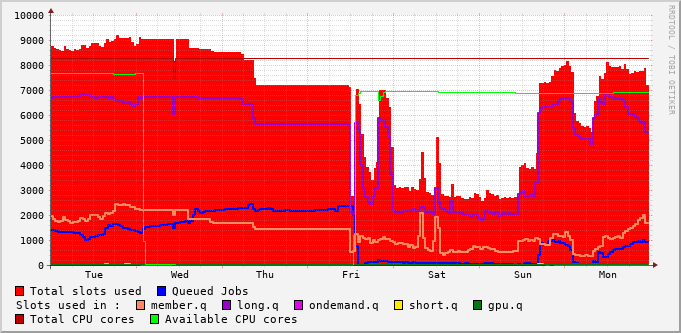 10000
9000
8000
7000
6000
5000
4000
3000
2000
1000
0
Tue Wed Thu Fri Sat Sun Mon
RRDTOOL / TOBI OETIKER
Total slots used Queued Jobs
Slots used in : member.q long.q ondemand.q short.q gpu.q
Total CPU cores Available CPU cores